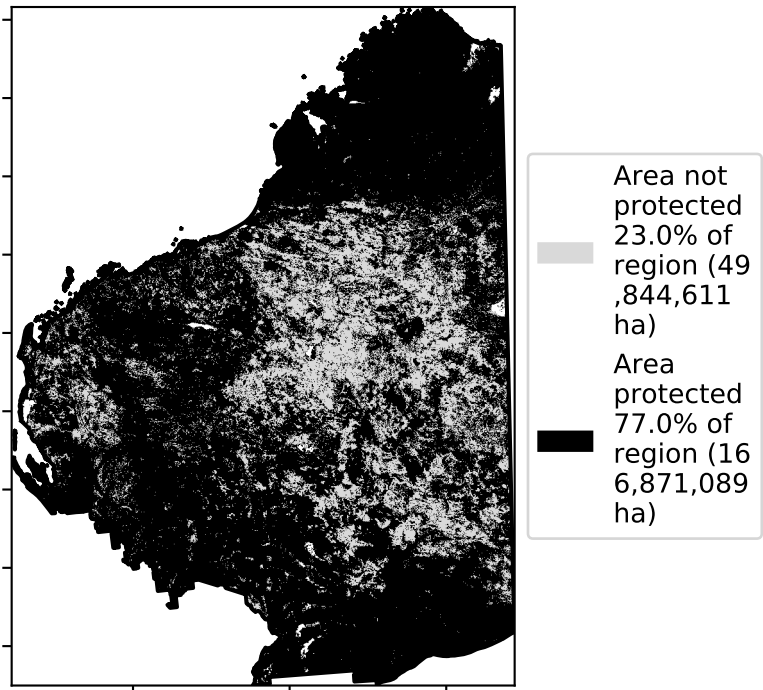 Area not
protected
23.0% of
region (49
,844,611
ha)
Area
protected
77.0% of
region (16
6,871,089
ha)